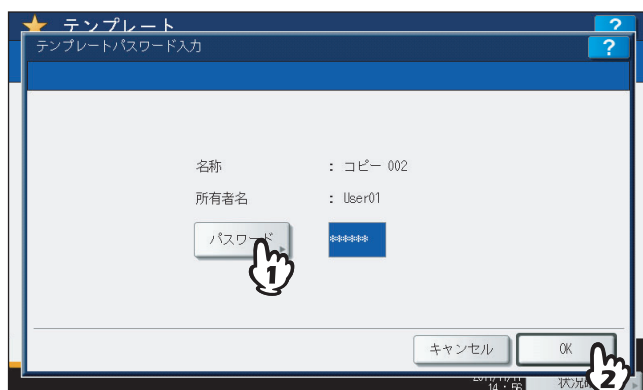 テンプレート
?
テンプレートパスワード入力
?
名称 : コピー 002
所有者名 : User01
パスワード ******
1
キャンセル OK
2
14:56